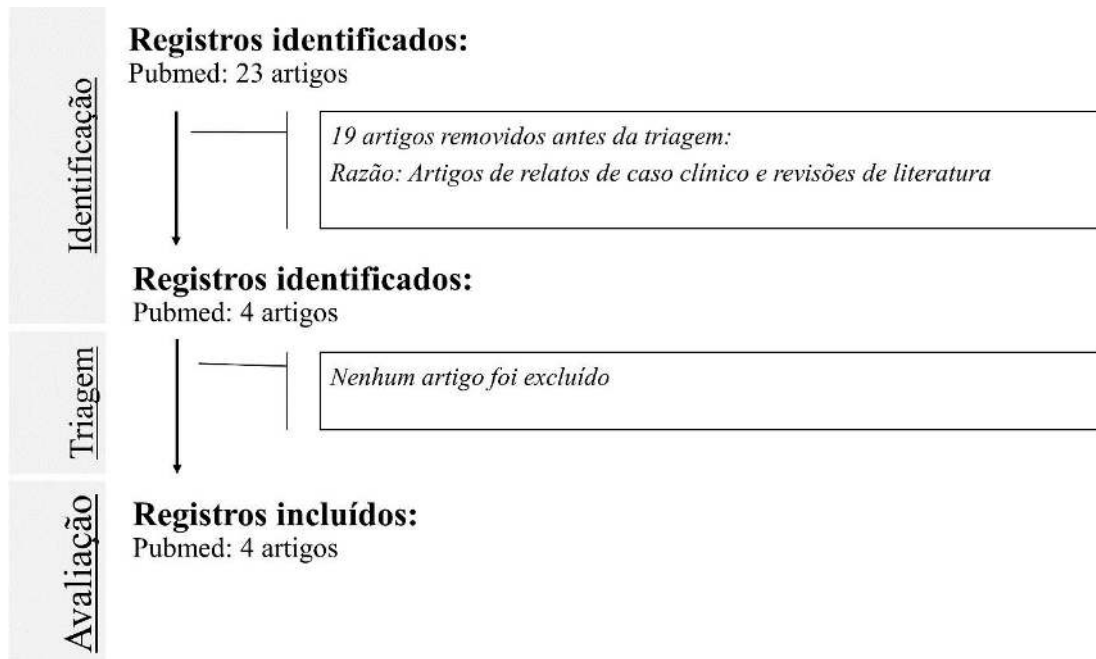 Identificação
Registros identificados:
Pubmed: 23 artigos
19 artigos removidos antes da triagem:
Razão: Artigos de relatos de caso clínico e revisões de literatura
Registros identificados:
Pubmed: 4 artigos
Triagem
Nenhum artigo foi excluído
Avaliação
Registros incluídos:
Pubmed: 4 artigos